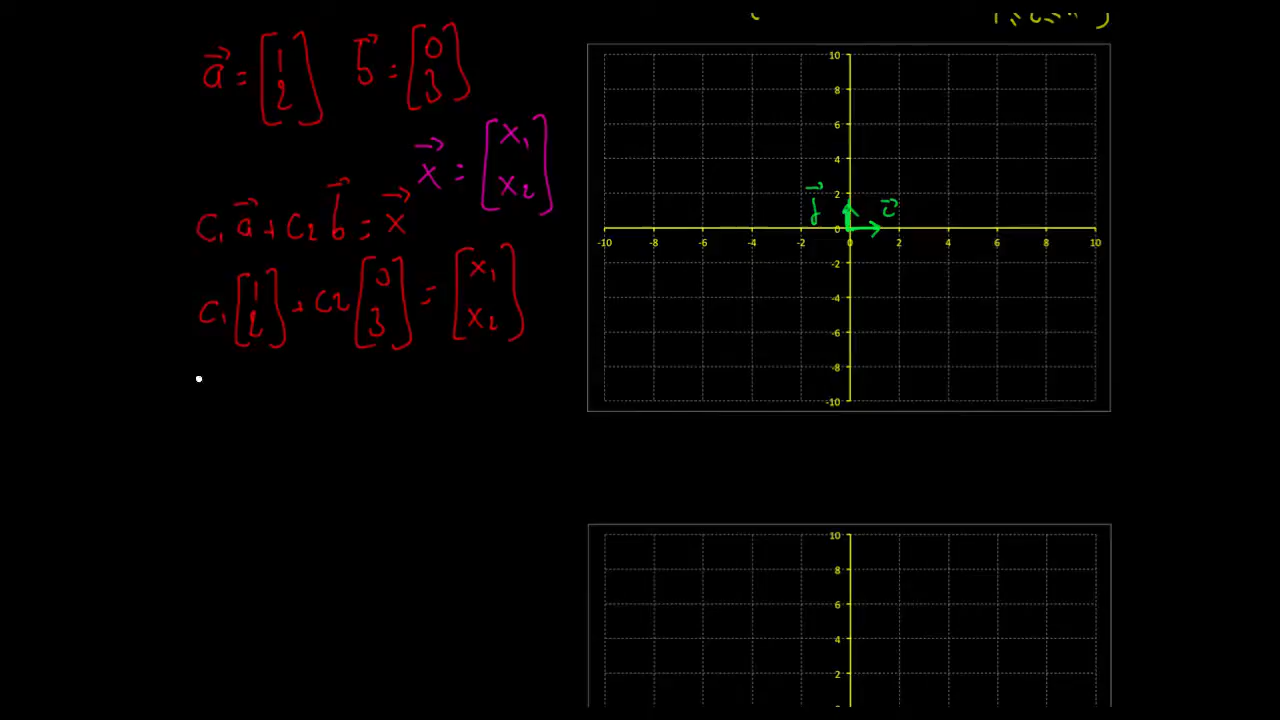 a⃗ = [1 2] b⃗ = [0 3]
x⃗ = [x₁ x₂]
c₁a⃗ + c₂b⃗ = x⃗
c₁[1 2] + c2[0 3] = [x₁ x₂]
10
8
6
4
2
j⃗
-10 -8 -6 -4 -2 0 0 2 4 6 8 10
-2
-4
-6
-8
-10
10
8
6
4
2